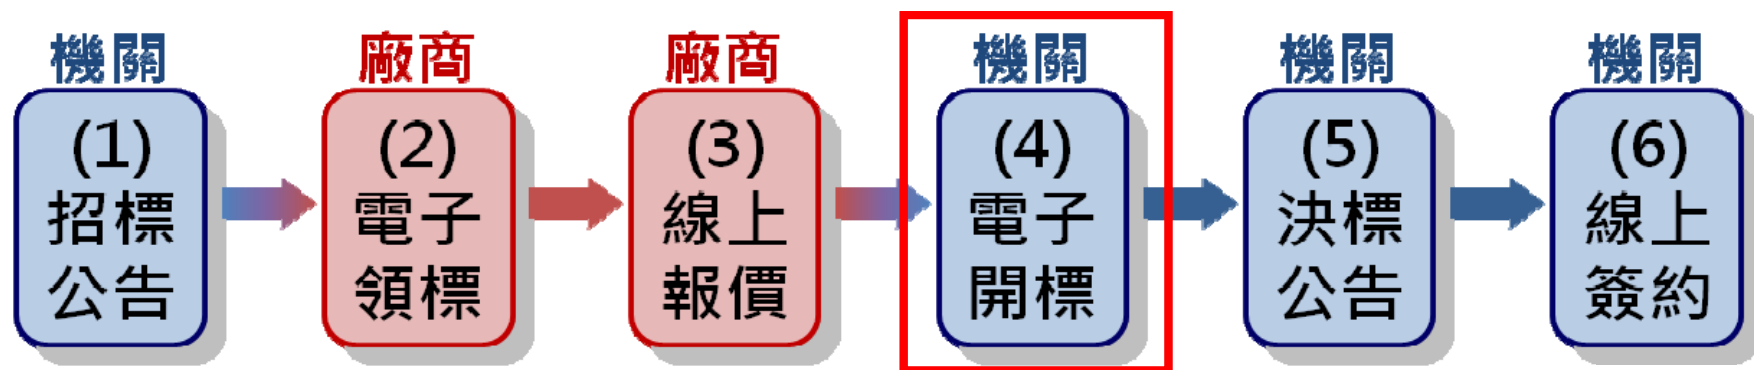 機關
(1)
招標
公告
廠商
(2)
電子
領標
廠商
(3)
線上
報價
機關
(4)
電子
開標
機關
(5)
決標
公告
機關
(6)
線上
簽約